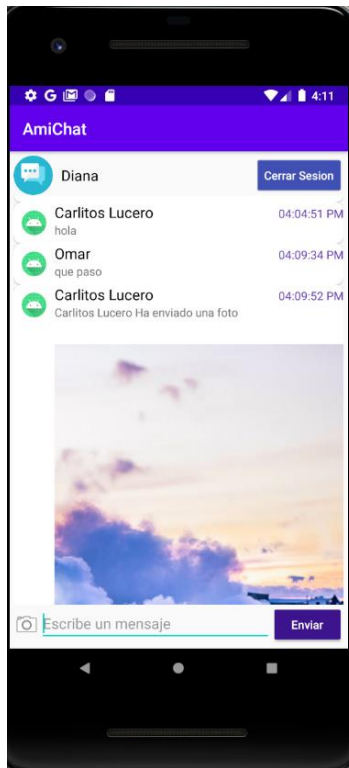 4:11
AmiChat
Diana
Cerrar Sesion
Carlitos Lucero 04:04:51 PM
hola
Omar 04:09:34 PM
que paso
Carlitos Lucero 04:09:52 PM
Carlitos Lucero Ha enviado una foto
Escribe un mensaje
Enviar